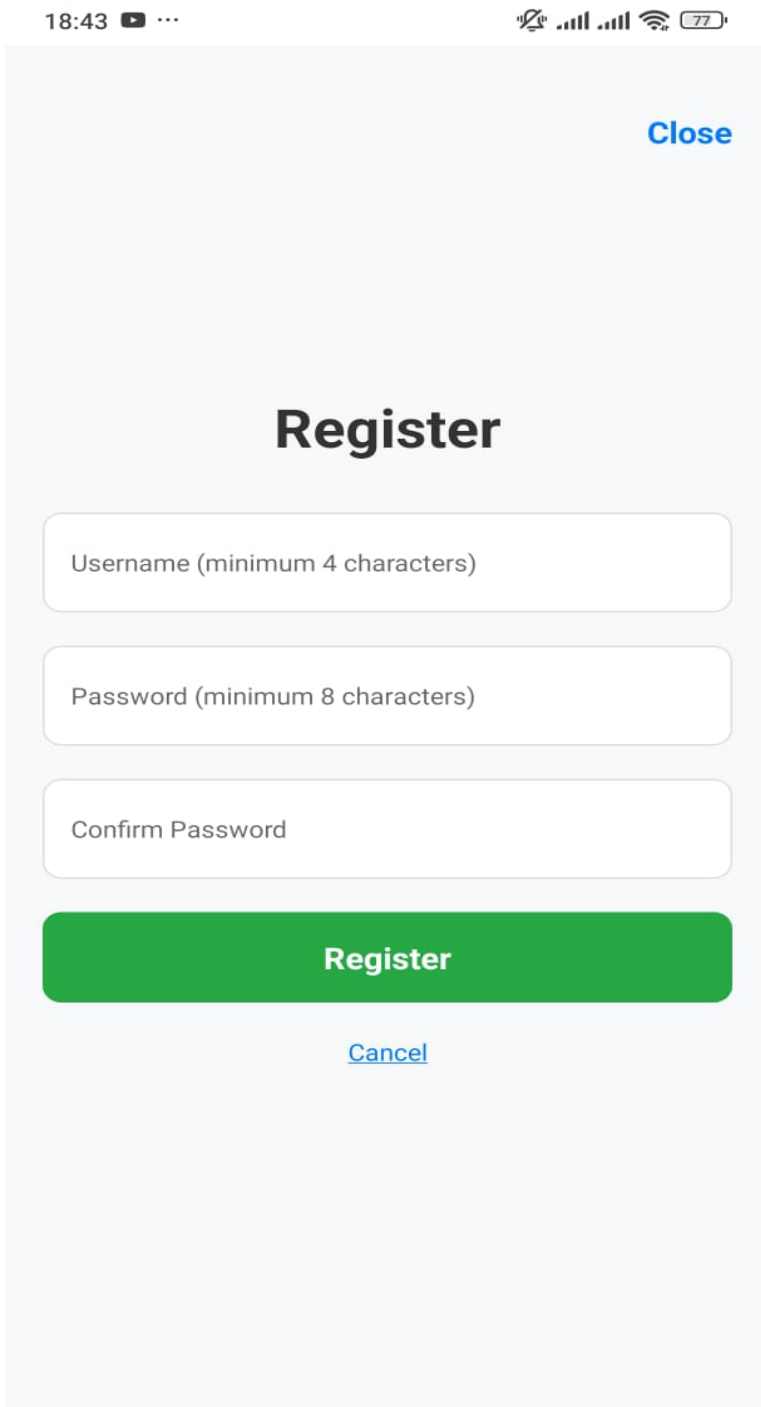 18:43 ...
77
Close
Register
Username (minimum 4 characters)
Password (minimum 8 characters)
Confirm Password
Register
Cancel